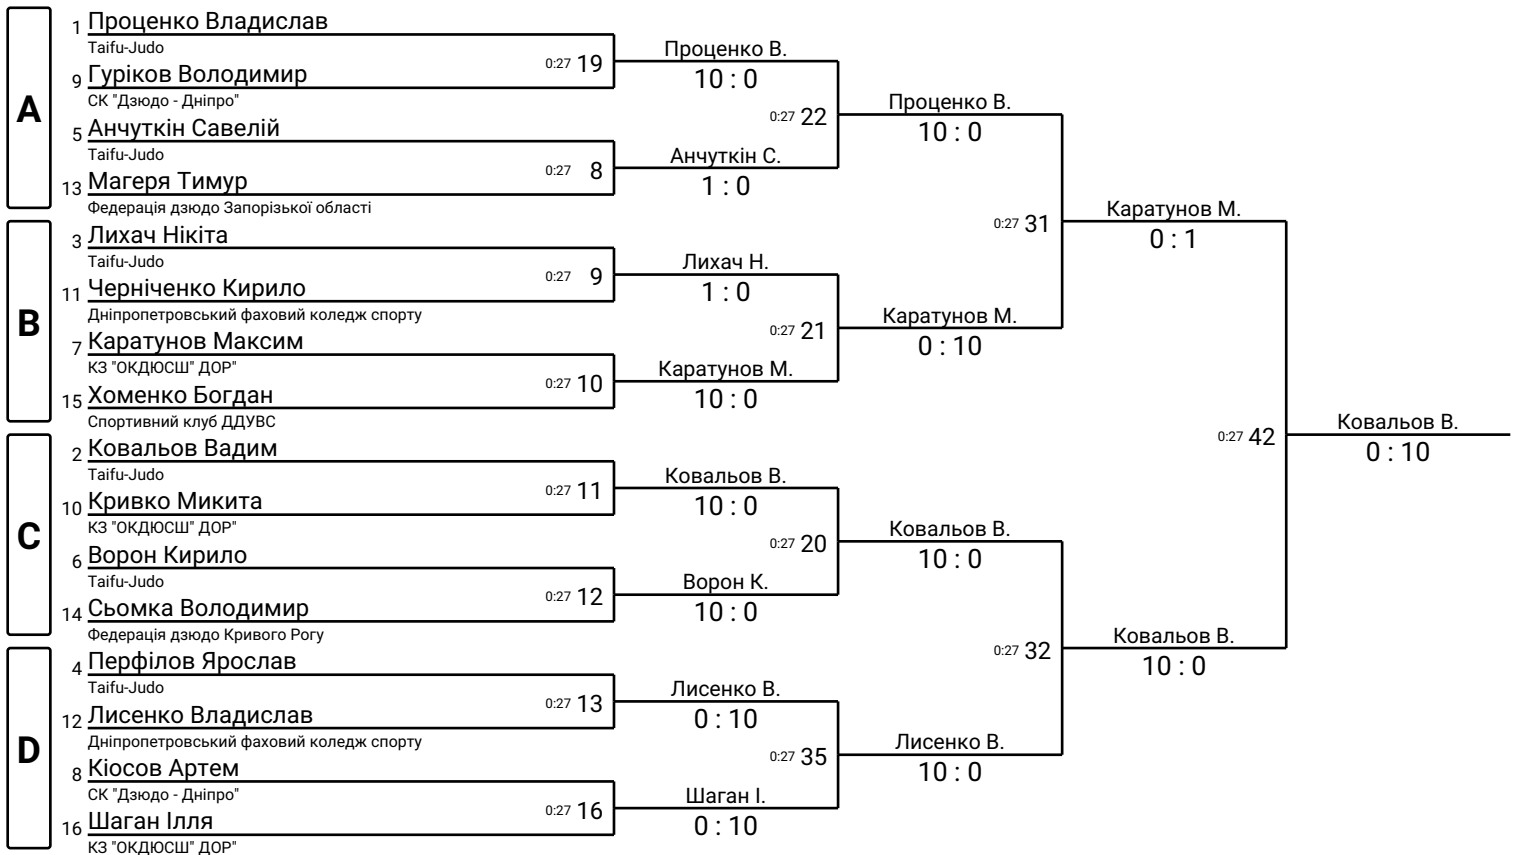 A
1 Проценко Владислав
Taifu-Judo
9 Гуріков Володимир
СК "Дзюдо - Дніпро"
0:27 19
5 Анчуткін Савелій
Taifu-Judo
13 Магеря Тимур
Федерація дзюдо Запорізької області
0:27 8
B
3 Лихач Нікіта
Taifu-Judo
11 Черніченко Кирило
Дніпропетровський фаховий коледж спорту
0:27 9
7 Каратунов Максим
КЗ "ОКДЮСШ" ДОР"
15 Хоменко Богдан
Спортивний клуб ДДУВС
0:27 10
C
2 Ковальов Вадим
Taifu-Judo
10 Кривко Микита
КЗ "ОКДЮСШ" ДОР"
0:27 11
6 Ворон Кирило
Taifu-Judo
14 Сьомка Володимир
Федерація дзюдо Кривого Рогу
0:27 12
D
4 Перфілов Ярослав
Taifu-Judo
12 Лисенко Владислав
Дніпропетровський фаховий коледж спорту
0:27 13
8 Кіосов Артем
СК "Дзюдо - Дніпро"
16 Шаган Ілля
КЗ "ОКДЮСШ" ДОР"
0:27 16
Проценко В.
10 : 0
0:27 22
Анчуткін С.
1 : 0
Лихач Н.
1 : 0
0:27 21
Каратунов М.
10 : 0
Ковальов В.
10 : 0
0:27 20
Ворон К.
10 : 0
Лисенко В.
0 : 10
0:27 35
Шаган І.
0 : 10
Проценко В.
10 : 0
0:27 31
Каратунов М.
0 : 10
Ковальов В.
10 : 0
0:27 32
Лисенко В.
10 : 0
Каратунов М.
0 : 1
0:27 42
Ковальов В.
10 : 0
Ковальов В.
0 : 10